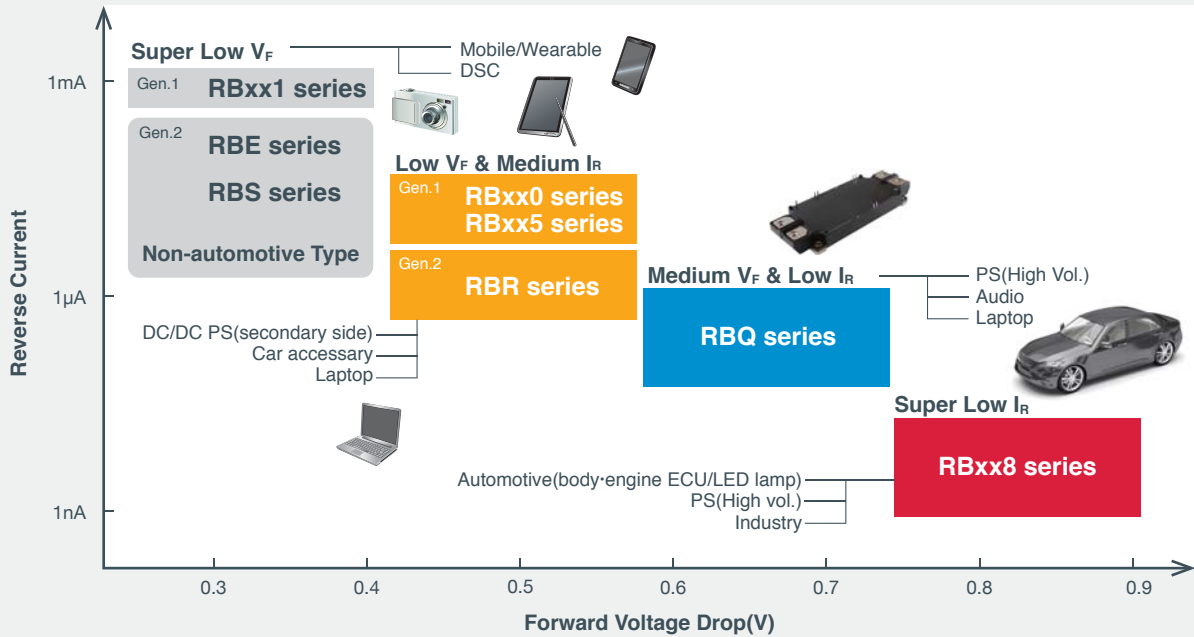 Super Low VF
Mobile/Wearable
DSC
1mA
Gen.1
RBxx1 series
Gen.2
RBE series
RBS series
Non-automotive Type
Low VF & Medium IR
Gen.1
RBxx0 series
RBxx5 series
Gen.2
RBR series
DC/DC PS(secondary side)
Car accessary
Laptop
Medium VF & Low IR
PS(High Vol.)
Audio
Laptop
RBQ series
1μA
Reverse Current
Super Low IR
RBxx8 series
Automotive(body·engine ECU/LED lamp)
PS(High vol.)
Industry
1nA
0.3
0.4
0.5
0.6
0.7
0.8
0.9
Forward Voltage Drop(V)